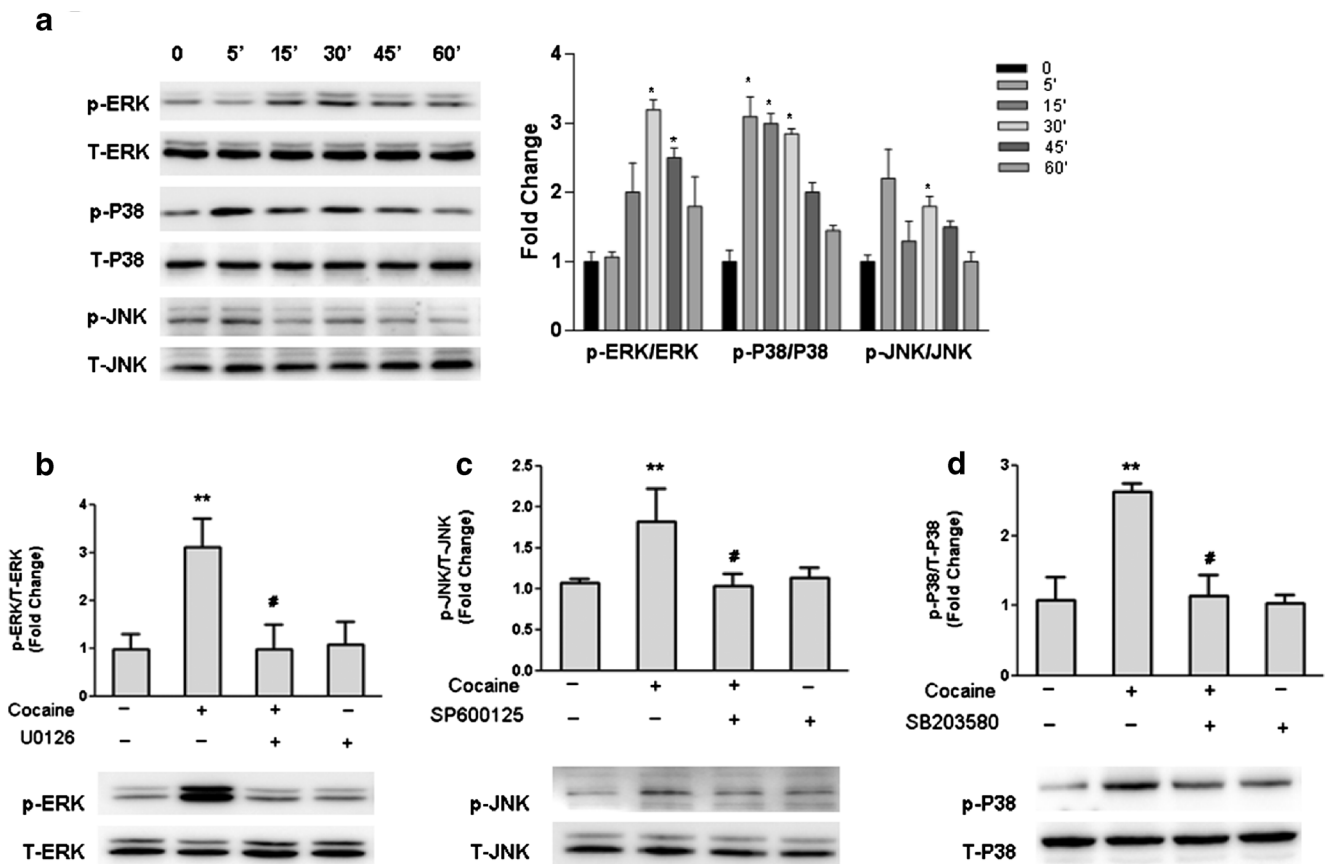 a
0 5' 15' 30' 45' 60'
p-ERK
T-ERK
p-P38
T-P38
p-JNK
T-JNK
Fold Change
4
3
2
1
0
* * * * * *
p-ERK/ERK p-P38/P38 p-JNK/JNK
0
5'
15'
30'
45'
60'
b
p-ERK/T-ERK
(Fold Change)
4
3
2
1
0
**
#
Cocaine − + + −
U0126 − − + +
p-ERK
T-ERK
c
p-JNK/T-JNK
(Fold Change)
2.5
2.0
1.5
1.0
0.5
0.0
**
#
Cocaine − + + −
SP600125 − − + +
p-JNK
T-JNK
d
p-P38/T-P38
(Fold Change)
3
2
1
0
**
#
Cocaine − + + −
SB203580 − − + +
p-P38
T-P38